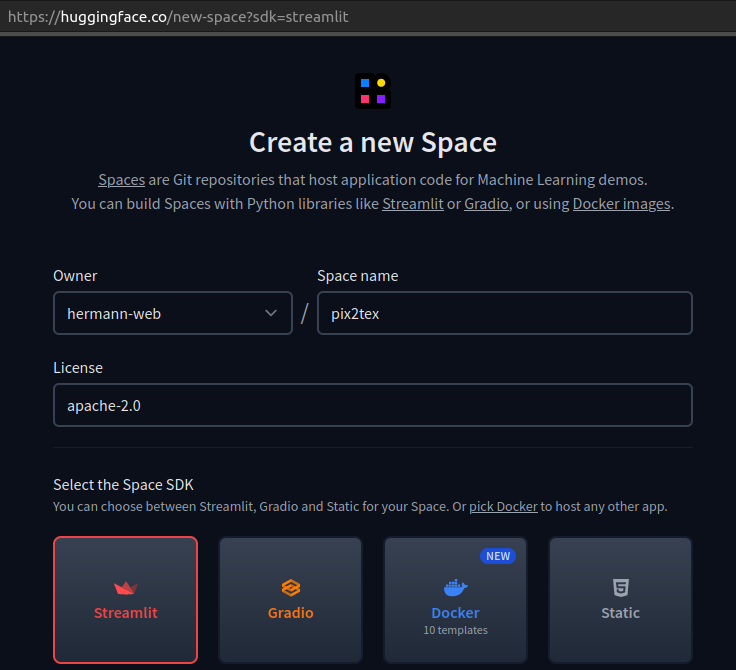 https://huggingface.co/new-space?sdk=streamlit
Create a new Space
Spaces are Git repositories that host application code for Machine Learning demos.
You can build Spaces with Python libraries like Streamlit or Gradio, or using Docker images.
Owner
Space name
hermann-web
/
pix2tex
License
apache-2.0
Select the Space SDK
You can choose between Streamlit, Gradio and Static for your Space. Or pick Docker to host any other app.
NEW
Streamlit
Gradio
Docker
10 templates
Static